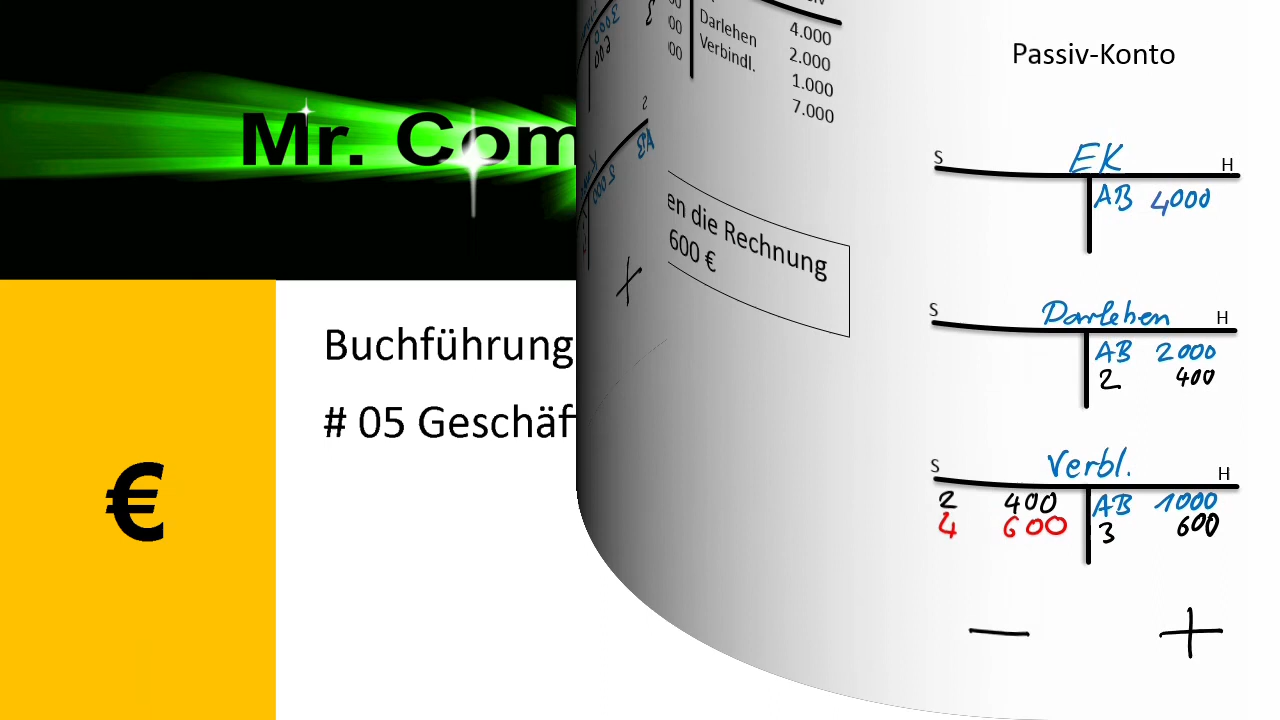 Mr. Com
€
Buchführung
# 05 Geschäf
Darlehen 4.000
Verbindl. 2.000
1.000
7.000
en die Rechnung
600 €
+
Passiv-Konto
S EK H
AB 4000
S Darlehen H
AB 2000
2 400
S Verbl. H
2 400 AB 1000
4 600 3 600
— +